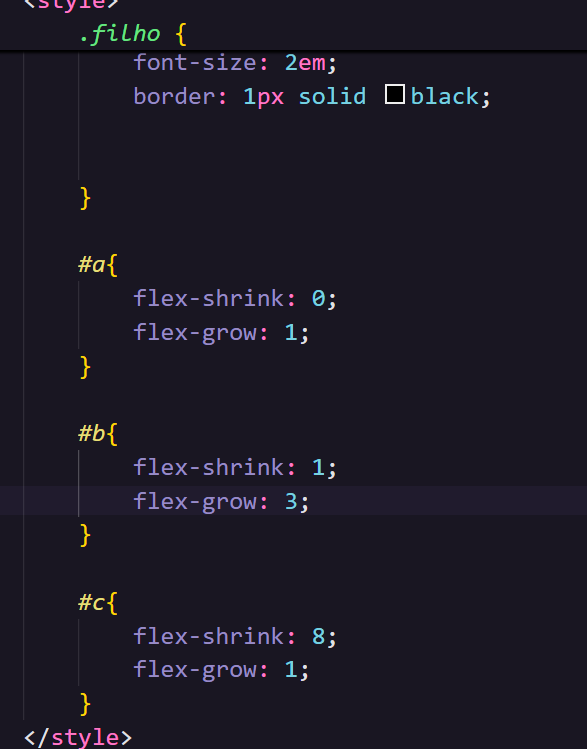 <style>
.filho {
font-size: 2em;
border: 1px solid black;
}
#a{
flex-shrink: 0;
flex-grow: 1;
}
#b{
flex-shrink: 1;
flex-grow: 3;
}
#c{
flex-shrink: 8;
flex-grow: 1;
}
</style>